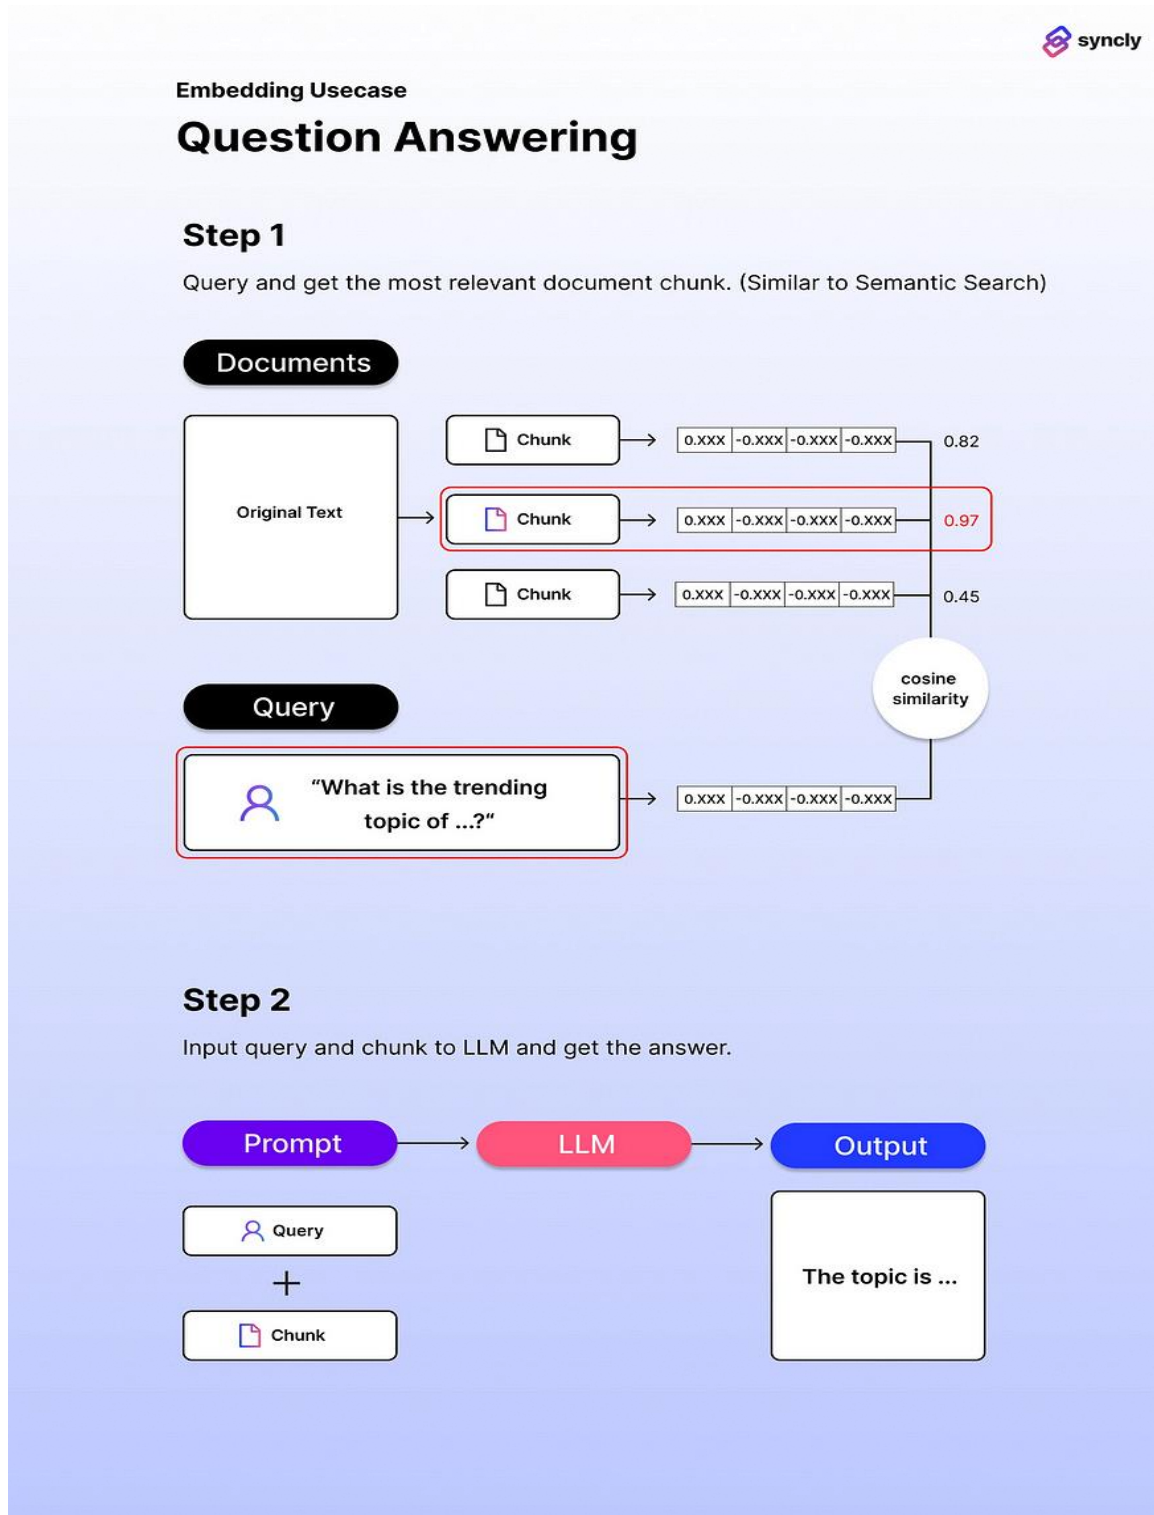 syncly
Embedding Usecase
Question Answering
Step 1
Query and get the most relevant document chunk. (Similar to Semantic Search)
Documents
Original Text
Chunk
0.XXX -0.XXX -0.XXX -0.XXX
0.82
Chunk
0.XXX -0.XXX -0.XXX -0.XXX
0.97
Chunk
0.XXX -0.XXX -0.XXX -0.XXX
0.45
cosine
similarity
Query
“What is the trending
topic of ...?“
0.XXX -0.XXX -0.XXX -0.XXX
Step 2
Input query and chunk to LLM and get the answer.
Prompt
LLM
Output
Query
+
Chunk
The topic is ...